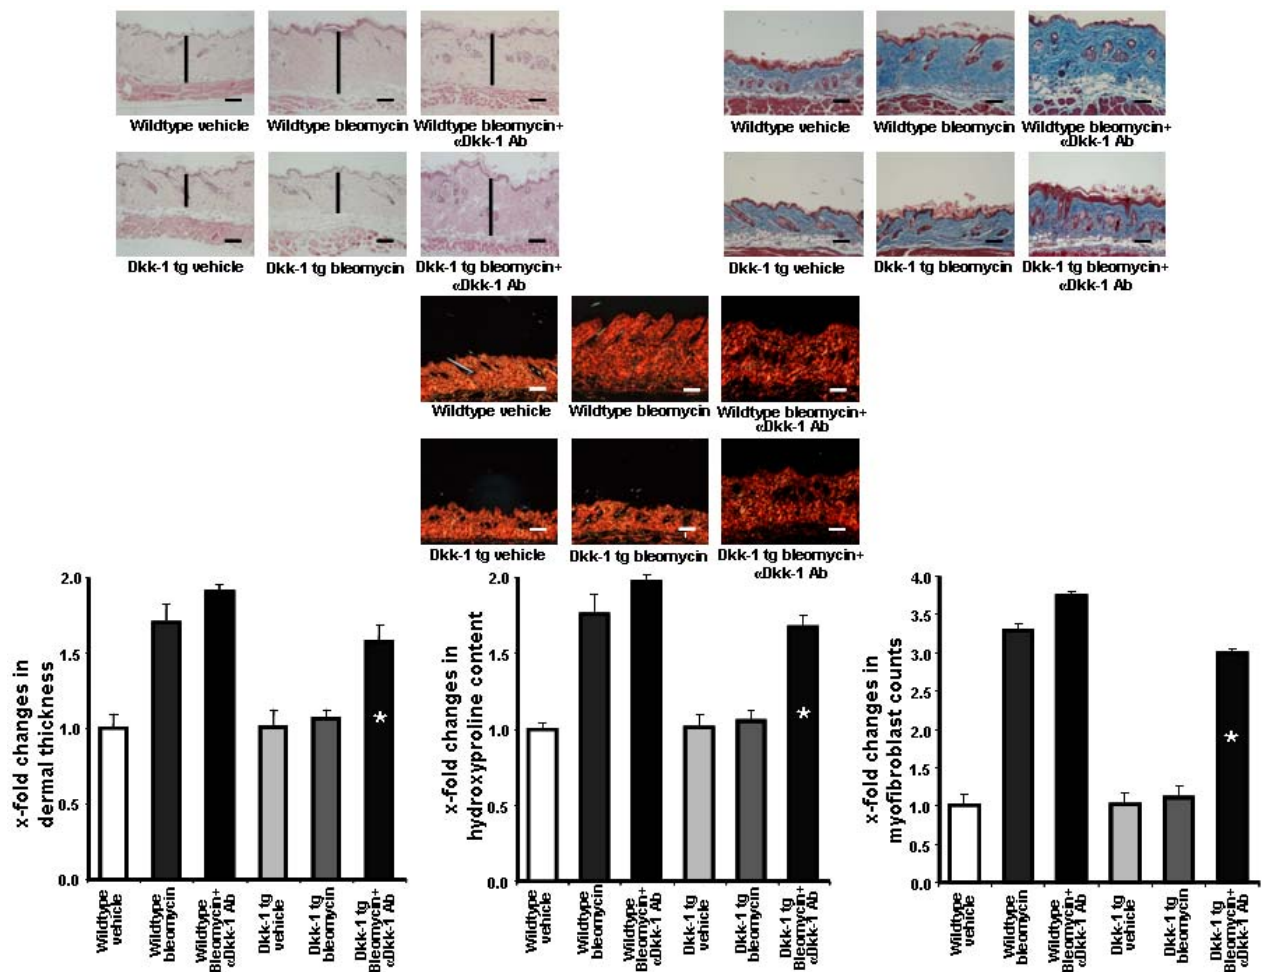 Wildtype vehicle
Wildtype bleomycin
Wildtype bleomycin+
αDkk-1 Ab
Dkk-1 tg vehicle
Dkk-1 tg bleomycin
Dkk-1 tg bleomycin+
αDkk-1 Ab
Wildtype vehicle
Wildtype bleomycin
Wildtype bleomycin+
αDkk-1 Ab
Dkk-1 tg vehicle
Dkk-1 tg bleomycin
Dkk-1 tg bleomycin+
αDkk-1 Ab
Wildtype vehicle
Wildtype bleomycin
Wildtype bleomycin+
αDkk-1 Ab
Dkk-1 tg vehicle
Dkk-1 tg bleomycin
Dkk-1 tg bleomycin+
αDkk-1 Ab
x-fold changes in
dermal thickness
2.0
1.5
1.0
0.5
0.0
*
Wildtype
vehicle
Wildtype
bleomycin
Wildtype
Bleomycin+
αDkk-1 Ab
Dkk-1 tg
vehicle
Dkk-1 tg
bleomycin
Dkk-1 tg
Bleomycin+
αDkk-1 Ab
x-fold changes in
hydroxyproline content
2.0
1.5
1.0
0.5
0.0
*
Wildtype
vehicle
Wildtype
bleomycin
Wildtype
Bleomycin+
αDkk-1 Ab
Dkk-1 tg
vehicle
Dkk-1 tg
bleomycin
Dkk-1 tg
Bleomycin+
αDkk-1 Ab
x-fold changes in
myofibroblast counts
4.0
3.5
3.0
2.5
2.0
1.5
1.0
0.5
0.0
*
Wildtype
vehicle
Wildtype
bleomycin
Wildtype
Bleomycin+
αDkk-1 Ab
Dkk-1 tg
vehicle
Dkk-1 tg
bleomycin
Dkk-1 tg
Bleomycin+
αDkk-1 Ab